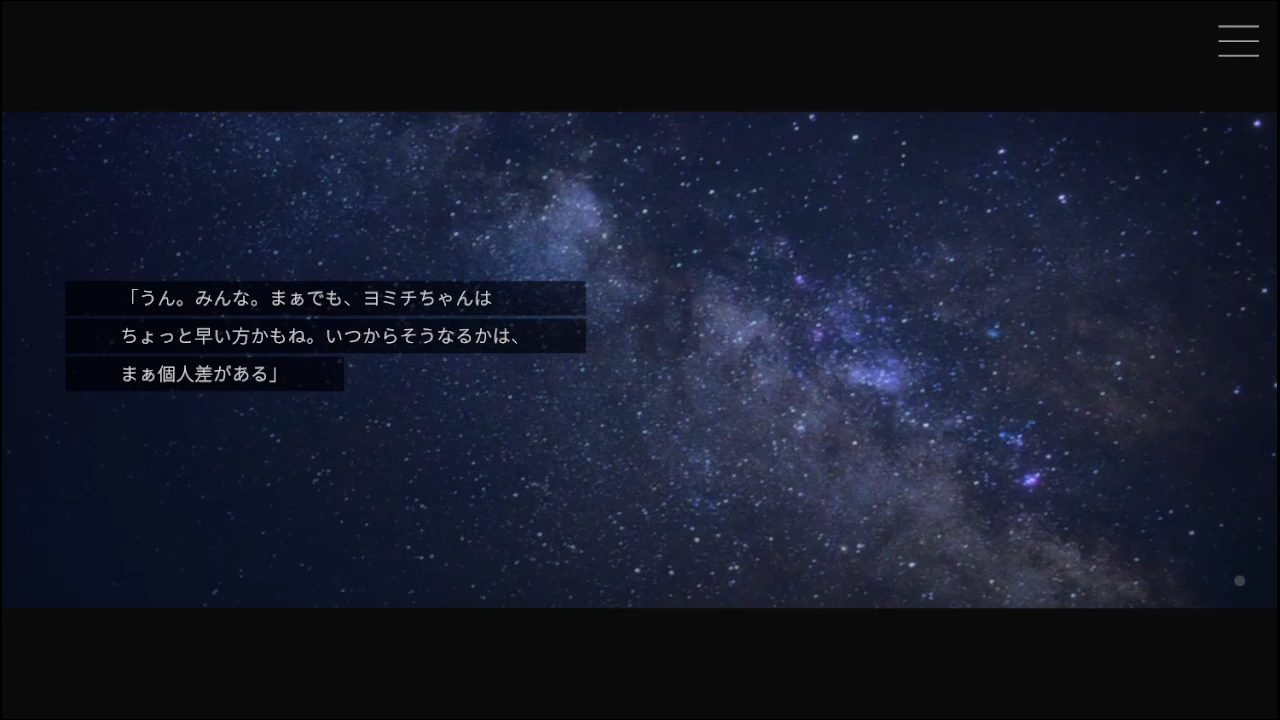 「うん。みんな。まぁでも、ヨミチちゃんは
ちょっと早い方かもね。いつからそうなるかは、
まぁ個人差がある」